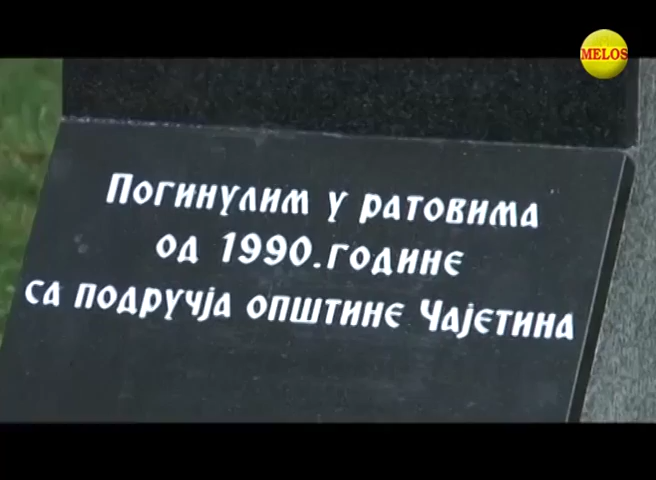 MELOS
Погинулим у ратовима
од 1990.године
са подручја општине Чајетина